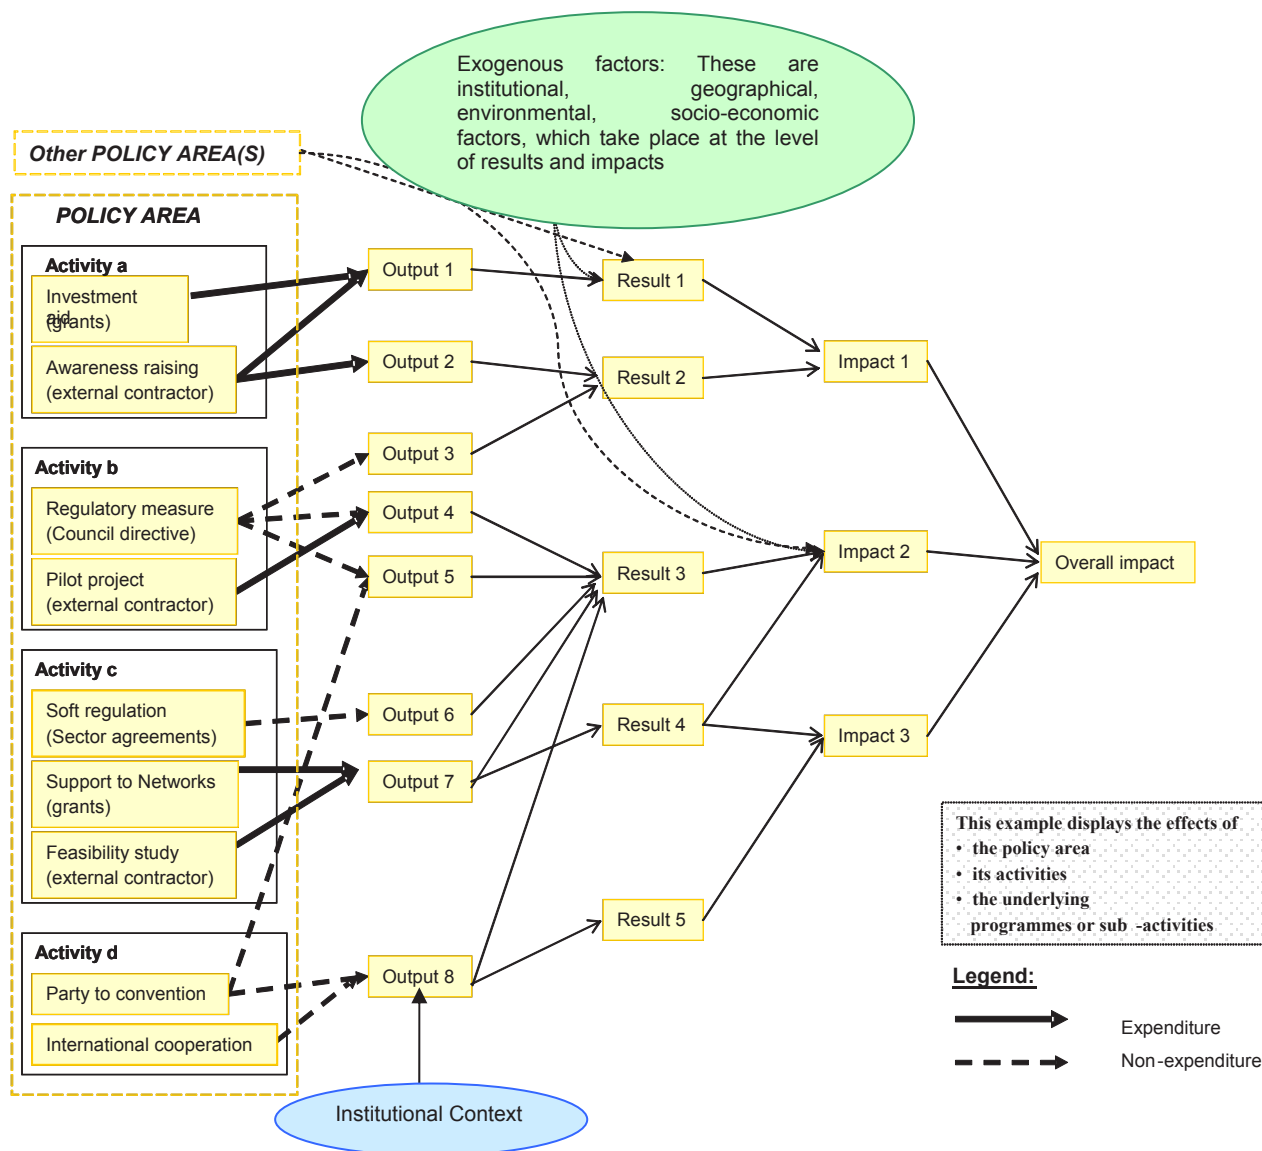 Exogenous factors: These are
institutional, geographical,
environmental, socio-economic
factors, which take place at the level
of results and impacts
Other POLICY AREA(S)
POLICY AREA
Activity a
Investment
aid
(grants)
Awareness raising
(external contractor)
Activity b
Regulatory measure
(Council directive)
Pilot project
(external contractor)
Activity c
Soft regulation
(Sector agreements)
Support to Networks
(grants)
Feasibility study
(external contractor)
Activity d
Party to convention
International cooperation
Output 1
Output 2
Output 3
Output 4
Output 5
Output 6
Output 7
Output 8
Result 1
Result 2
Result 3
Result 4
Result 5
Impact 1
Impact 2
Impact 3
Overall impact
This example displays the effects of
• the policy area
• its activities
• the underlying
programmes or sub -activities
Legend:
Expenditure
Non-expenditure
Institutional Context